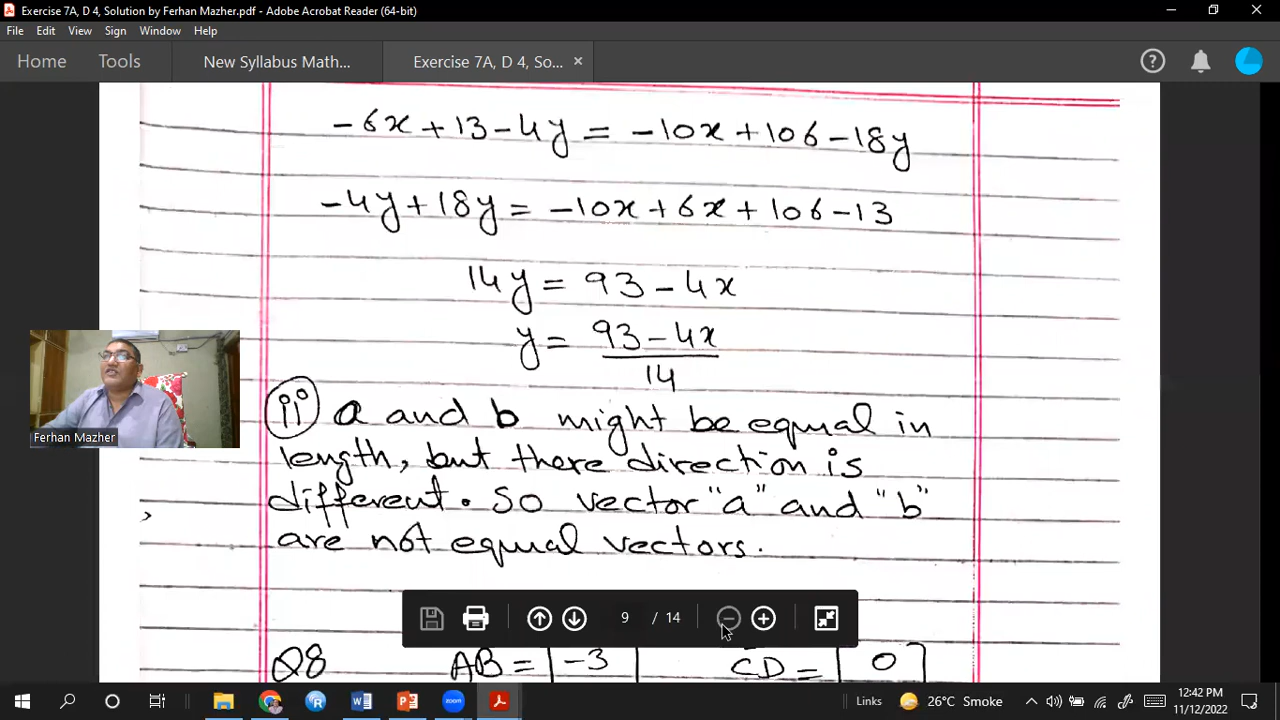 Exercise 7A, D 4, Solution by Ferhan Mazher.pdf - Adobe Acrobat Reader (64-bit)
File Edit View Sign Window Help
Home Tools New Syllabus Math... Exercise 7A, D 4, So...
-6x + 13 - 4y = -10x + 106 - 18y
-4y + 18y = -10x + 6x + 106 - 13
14y = 93 - 4x
y = 93 - 4x
14
ii a and b might be equal in
length, but there direction is
different. So vector "a" and "b"
are not equal vectors.
Ferhan Mazher
9 / 14
Q8 AB = -3 CD = 0
Links 26°C Smoke 12:42 PM
11/12/2022